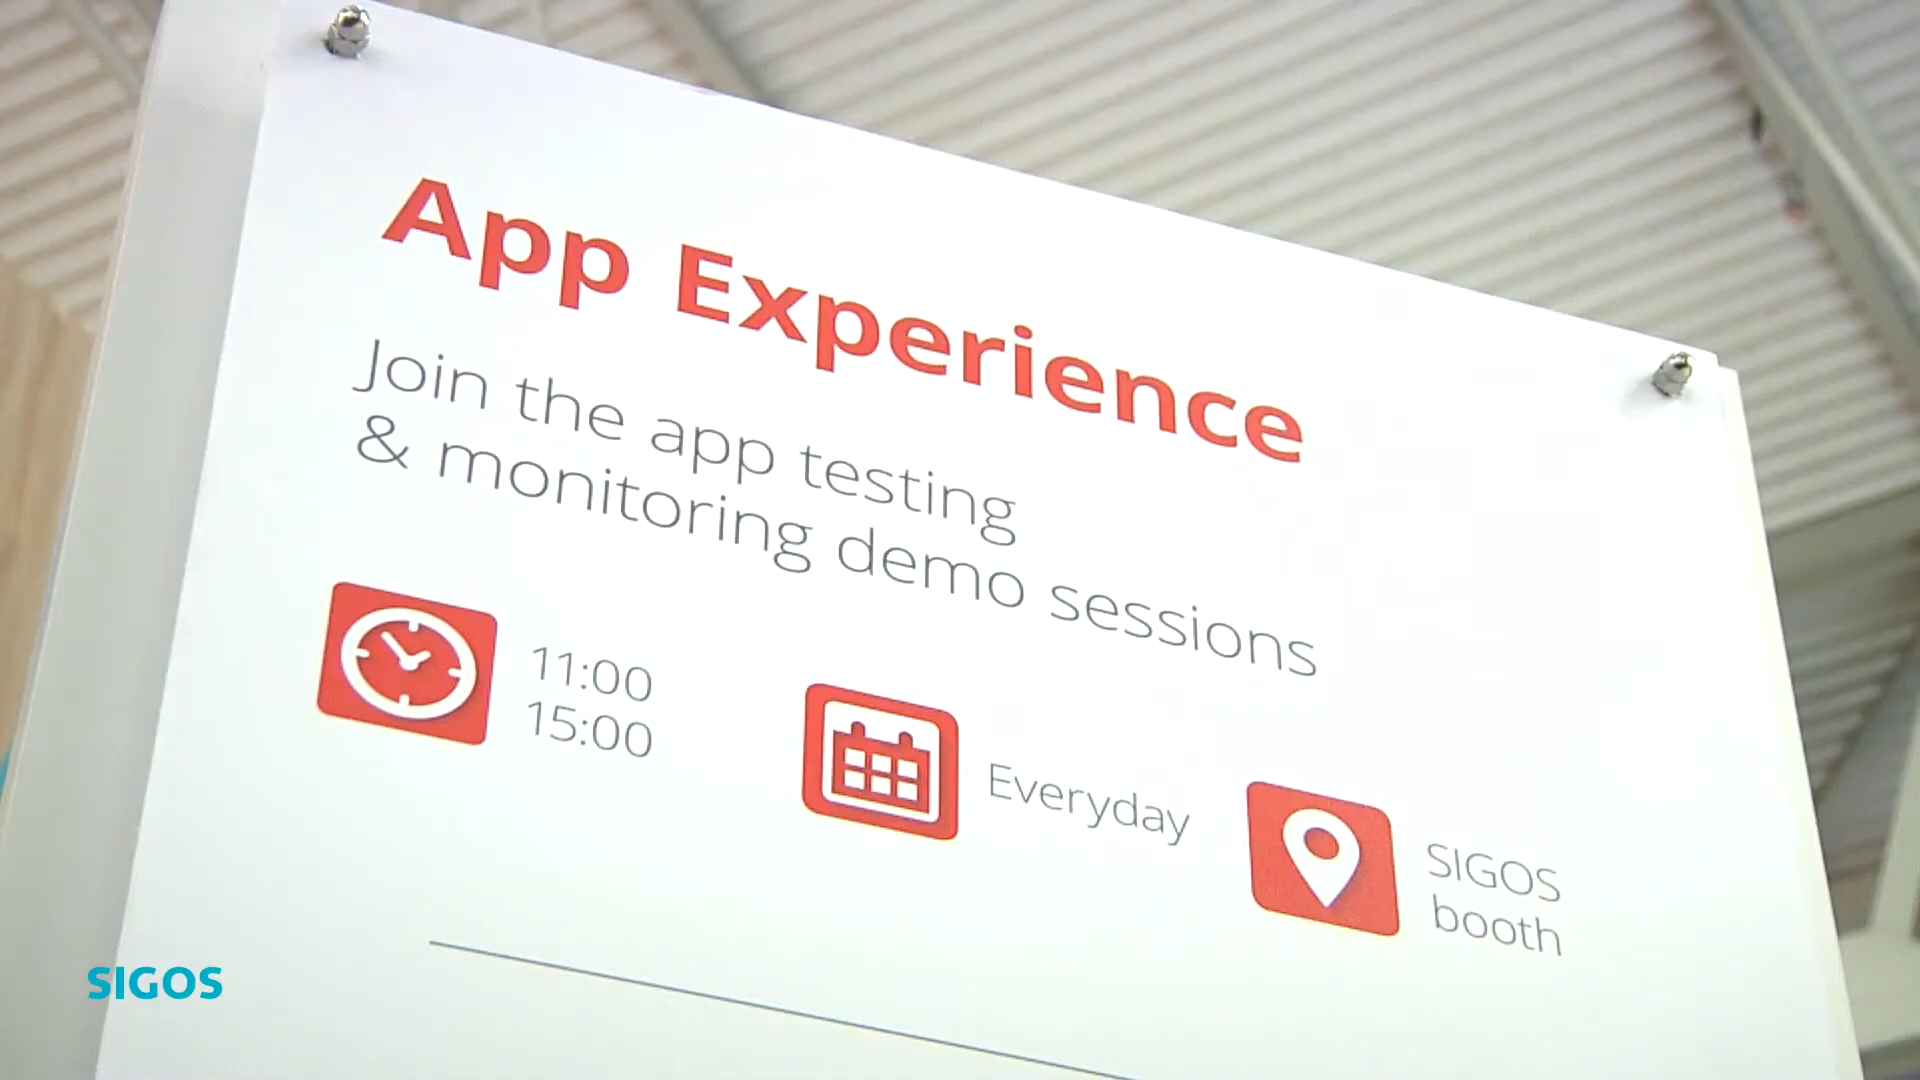 App Experience
Join the app testing
& monitoring demo sessions
11:00
15:00
Everyday
SIGOS
booth
SIGOS